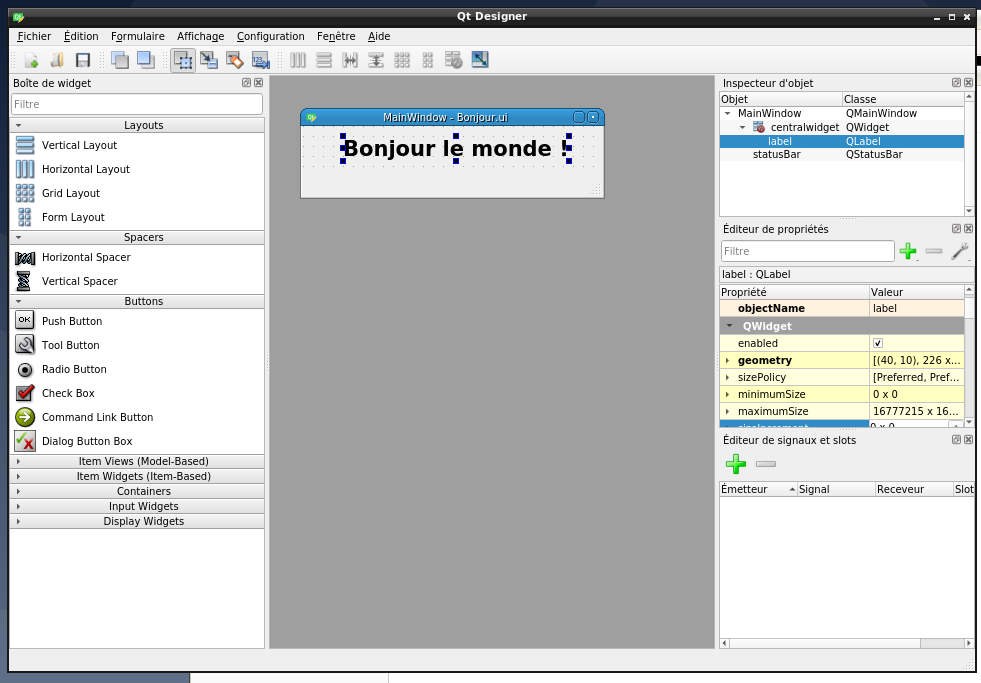 Qt Designer
Fichier Édition Formulaire Affichage Configuration Fenêtre Aide
Boîte de widget
Filtre
Layouts
Vertical Layout
Horizontal Layout
Grid Layout
Form Layout
Spacers
Horizontal Spacer
Vertical Spacer
Buttons
OK Push Button
Tool Button
Radio Button
Check Box
Command Link Button
Dialog Button Box
Item Views (Model-Based)
Item Widgets (Item-Based)
Containers
Input Widgets
Display Widgets
MainWindow - Bonjour.ui
Bonjour le monde !
Inspecteur d'objet
Objet Classe
MainWindow QMainWindow
centralwidget QWidget
label QLabel
statusBar QStatusBar
Éditeur de propriétés
Filtre
label : QLabel
Propriété Valeur
objectName label
QWidget
enabled
geometry [(40, 10), 226 x...
sizePolicy [Preferred, Pref...
minimumSize 0 x 0
maximumSize 16777215 x 16...
sizeIncrement 0 x 0
Éditeur de signaux et slots
Émetteur Signal Receveur Slot